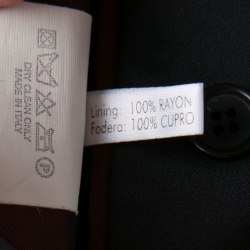 DRY CLEAN ONLY
MADE IN ITALY
P
Lining: 100% RAYON
Fodera: 100% CUPRO